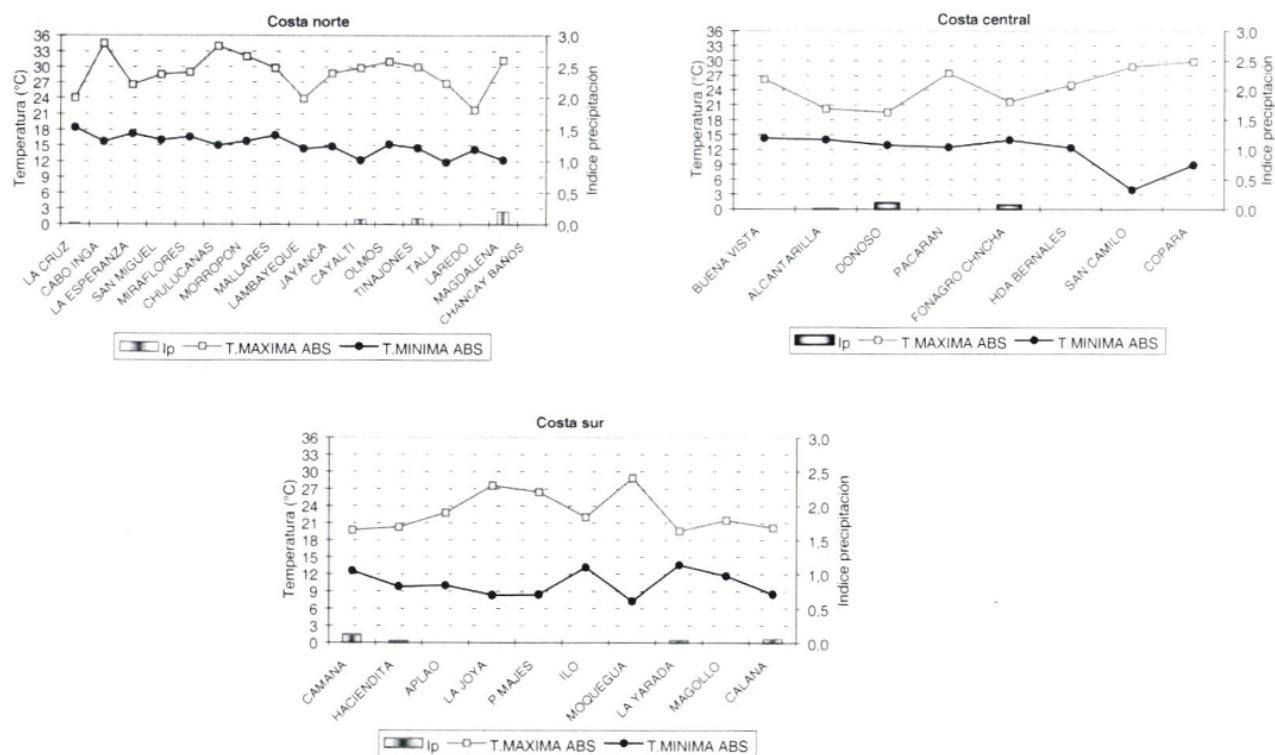 Costa norte
Temperatura (°C)
36
33
30
27
24
21
18
15
12
9
6
3
0
3,0
2,5
2,0
1,5
1,0
0,5
0,0
Indice precipitación
LA CRUZ
CABO INGA
LA ESPERANZA
SAN MIGUEL
MIRAFLORES
CHULUCANAS
MORROPON
MALLARES
LAMBAYEQUE
JAYANCA
CAYALTI
OLMOS
TINAJONES
TALLA
LAREDO
MAGDALENA
CHANCAY BAÑOS
Ip T.MAXIMA ABS T.MINIMA ABS
Costa central
Temperatura (°C)
36
33
30
27
24
21
18
15
12
9
6
3
0
3,0
2,5
2,0
1,5
1,0
0,5
0,0
Indice precipitación
BUENA VISTA
ALCANTARILLA
DONOSO
PACARAN
FONAGRO CHNCHA
HDA BERNALES
SAN CAMILO
COPARA
Ip T.MAXIMA ABS T.MINIMA ABS
Costa sur
Temperatura (°C)
36
33
30
27
24
21
18
15
12
9
6
3
0
3,0
2,5
2,0
1,5
1,0
0,5
0,0
Indice precipitación
CAMANA
HACIENDITA
APLAO
LA JOYA
P MAJES
ILO
MOQUEGUA
LA YARADA
MAGOLLO
CALANA
Ip T.MAXIMA ABS T.MINIMA ABS